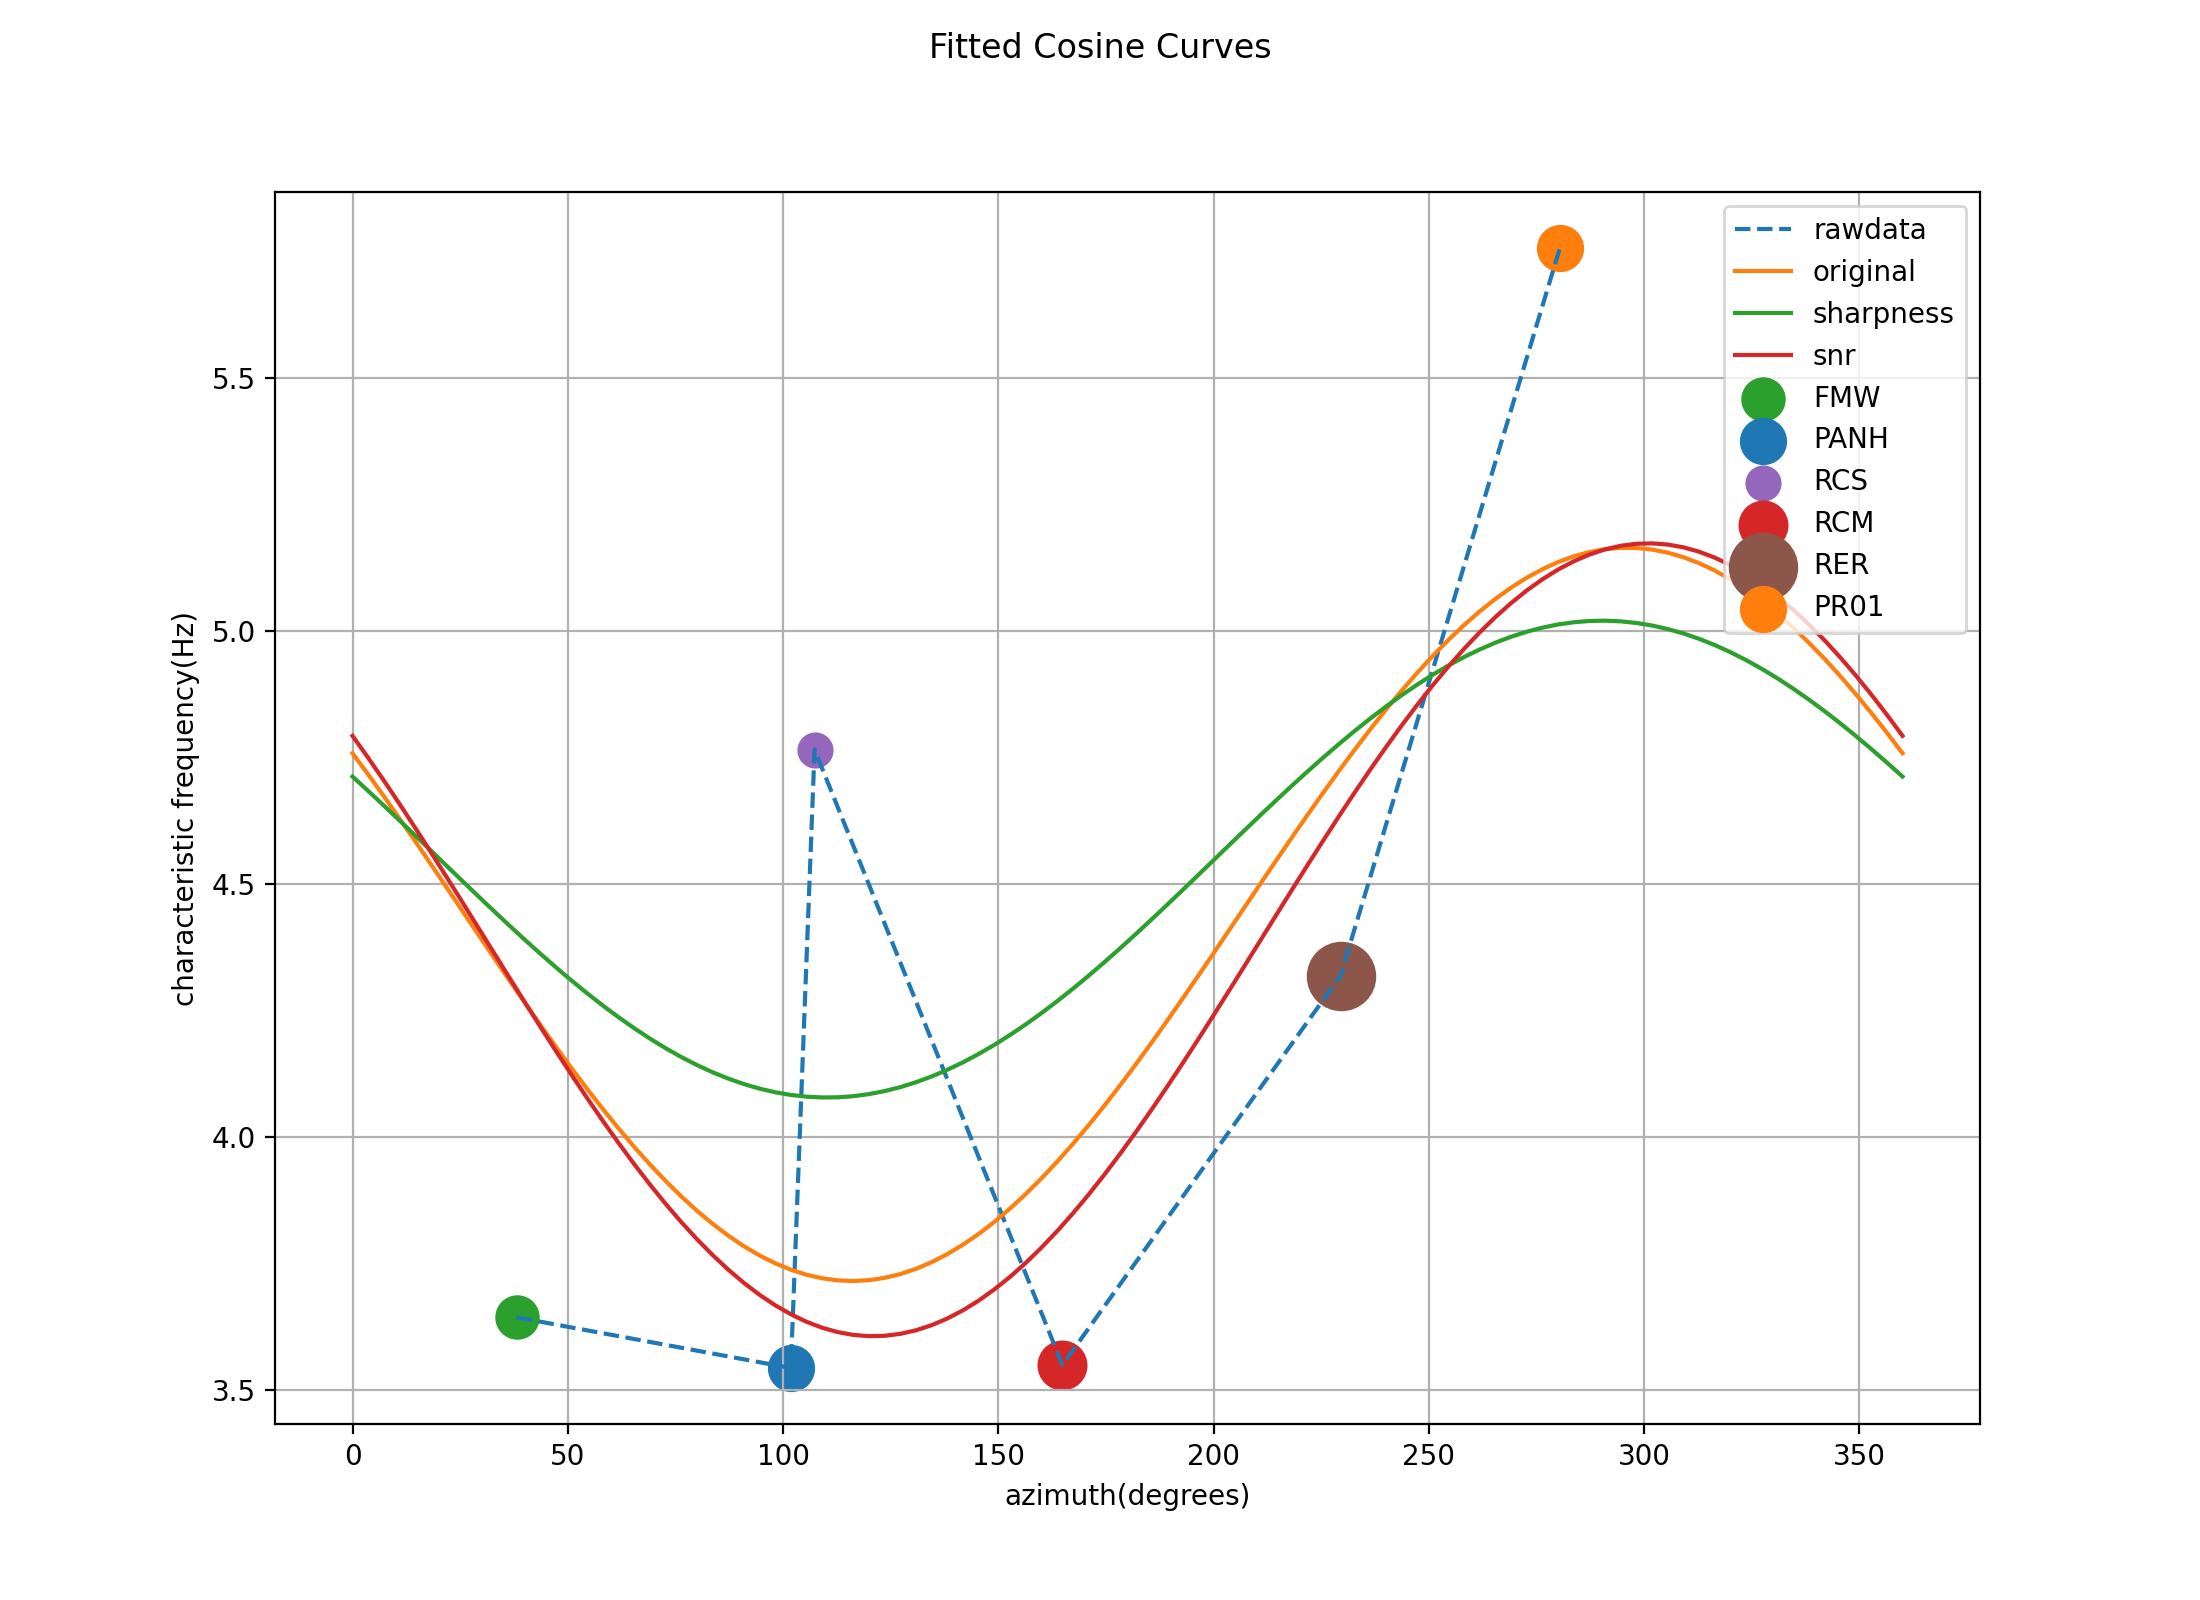 Fitted Cosine Curves
rawdata
original
sharpness
snr
FMW
PANH
RCS
RCM
RER
PR01
characteristic frequency(Hz)
5.5
5.0
4.5
4.0
3.5
0 50 100 150 200 250 300 350
azimuth(degrees)